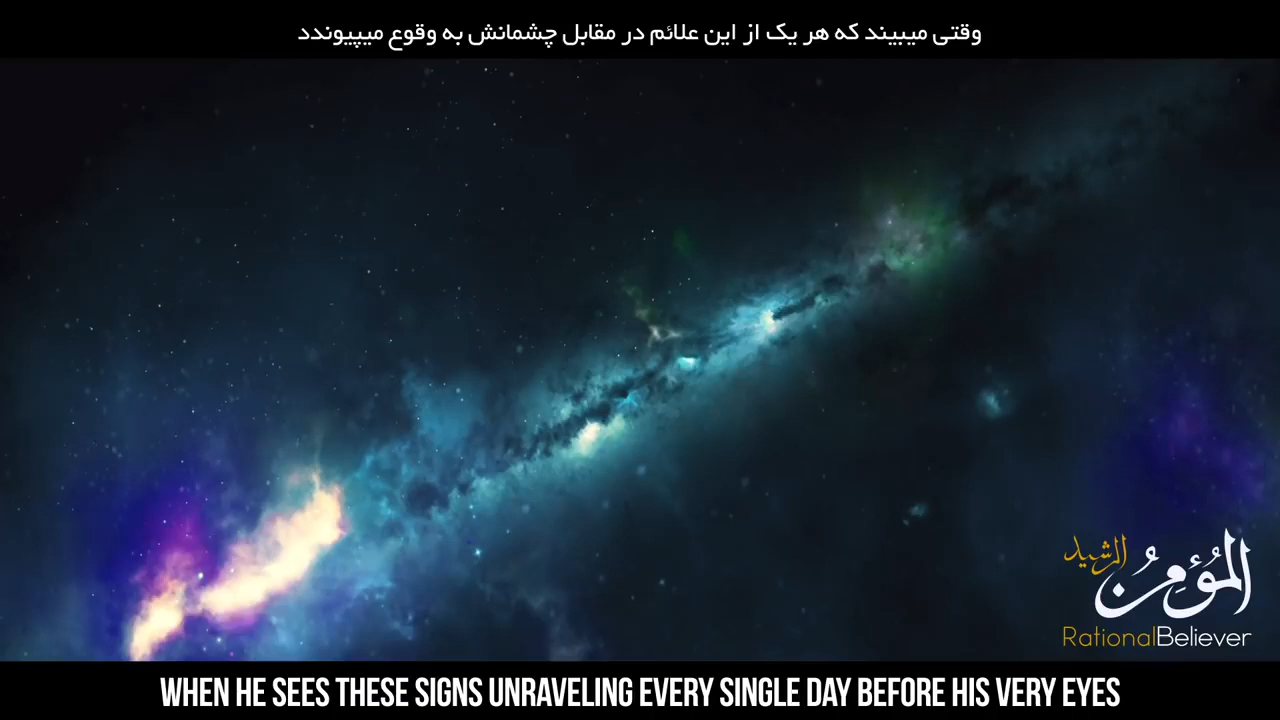 وقتی میبیند که هر یک از این علائم در مقابل چشمانش به وقوع میپیوندد
المؤمن الرشيد
RationalBeliever
WHEN HE SEES THESE SIGNS UNRAVELING EVERY SINGLE DAY BEFORE HIS VERY EYES